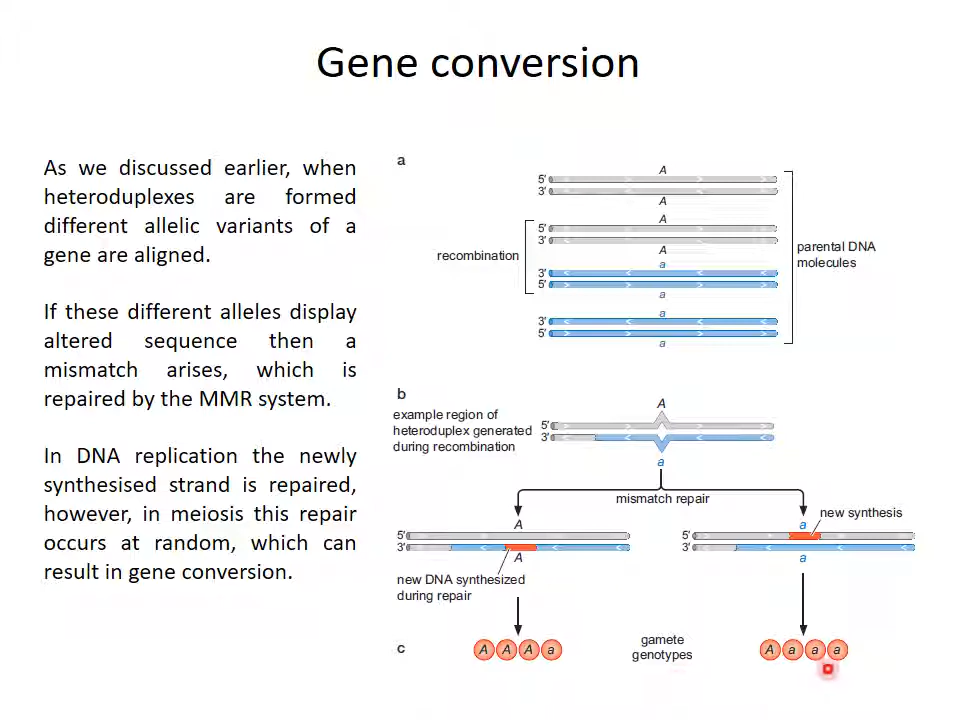 Gene conversion
As we discussed earlier, when
heteroduplexes are formed
different allelic variants of a
gene are aligned.
If these different alleles display
altered sequence then a
mismatch arises, which is
repaired by the MMR system.
In DNA replication the newly
synthesised strand is repaired,
however, in meiosis this repair
occurs at random, which can
result in gene conversion.
a
A
5′
3′
A
A
5′
3′
A
recombination
a
3′
5′
a
a
3′
5′
a
parental DNA
molecules
b
example region of
heteroduplex generated
during recombination
A
5′
3′
a
mismatch repair
A
5′
3′
A
new DNA synthesized
during repair
a
new synthesis
5′
3′
a
c
A A A a
gamete
genotypes
A a a a